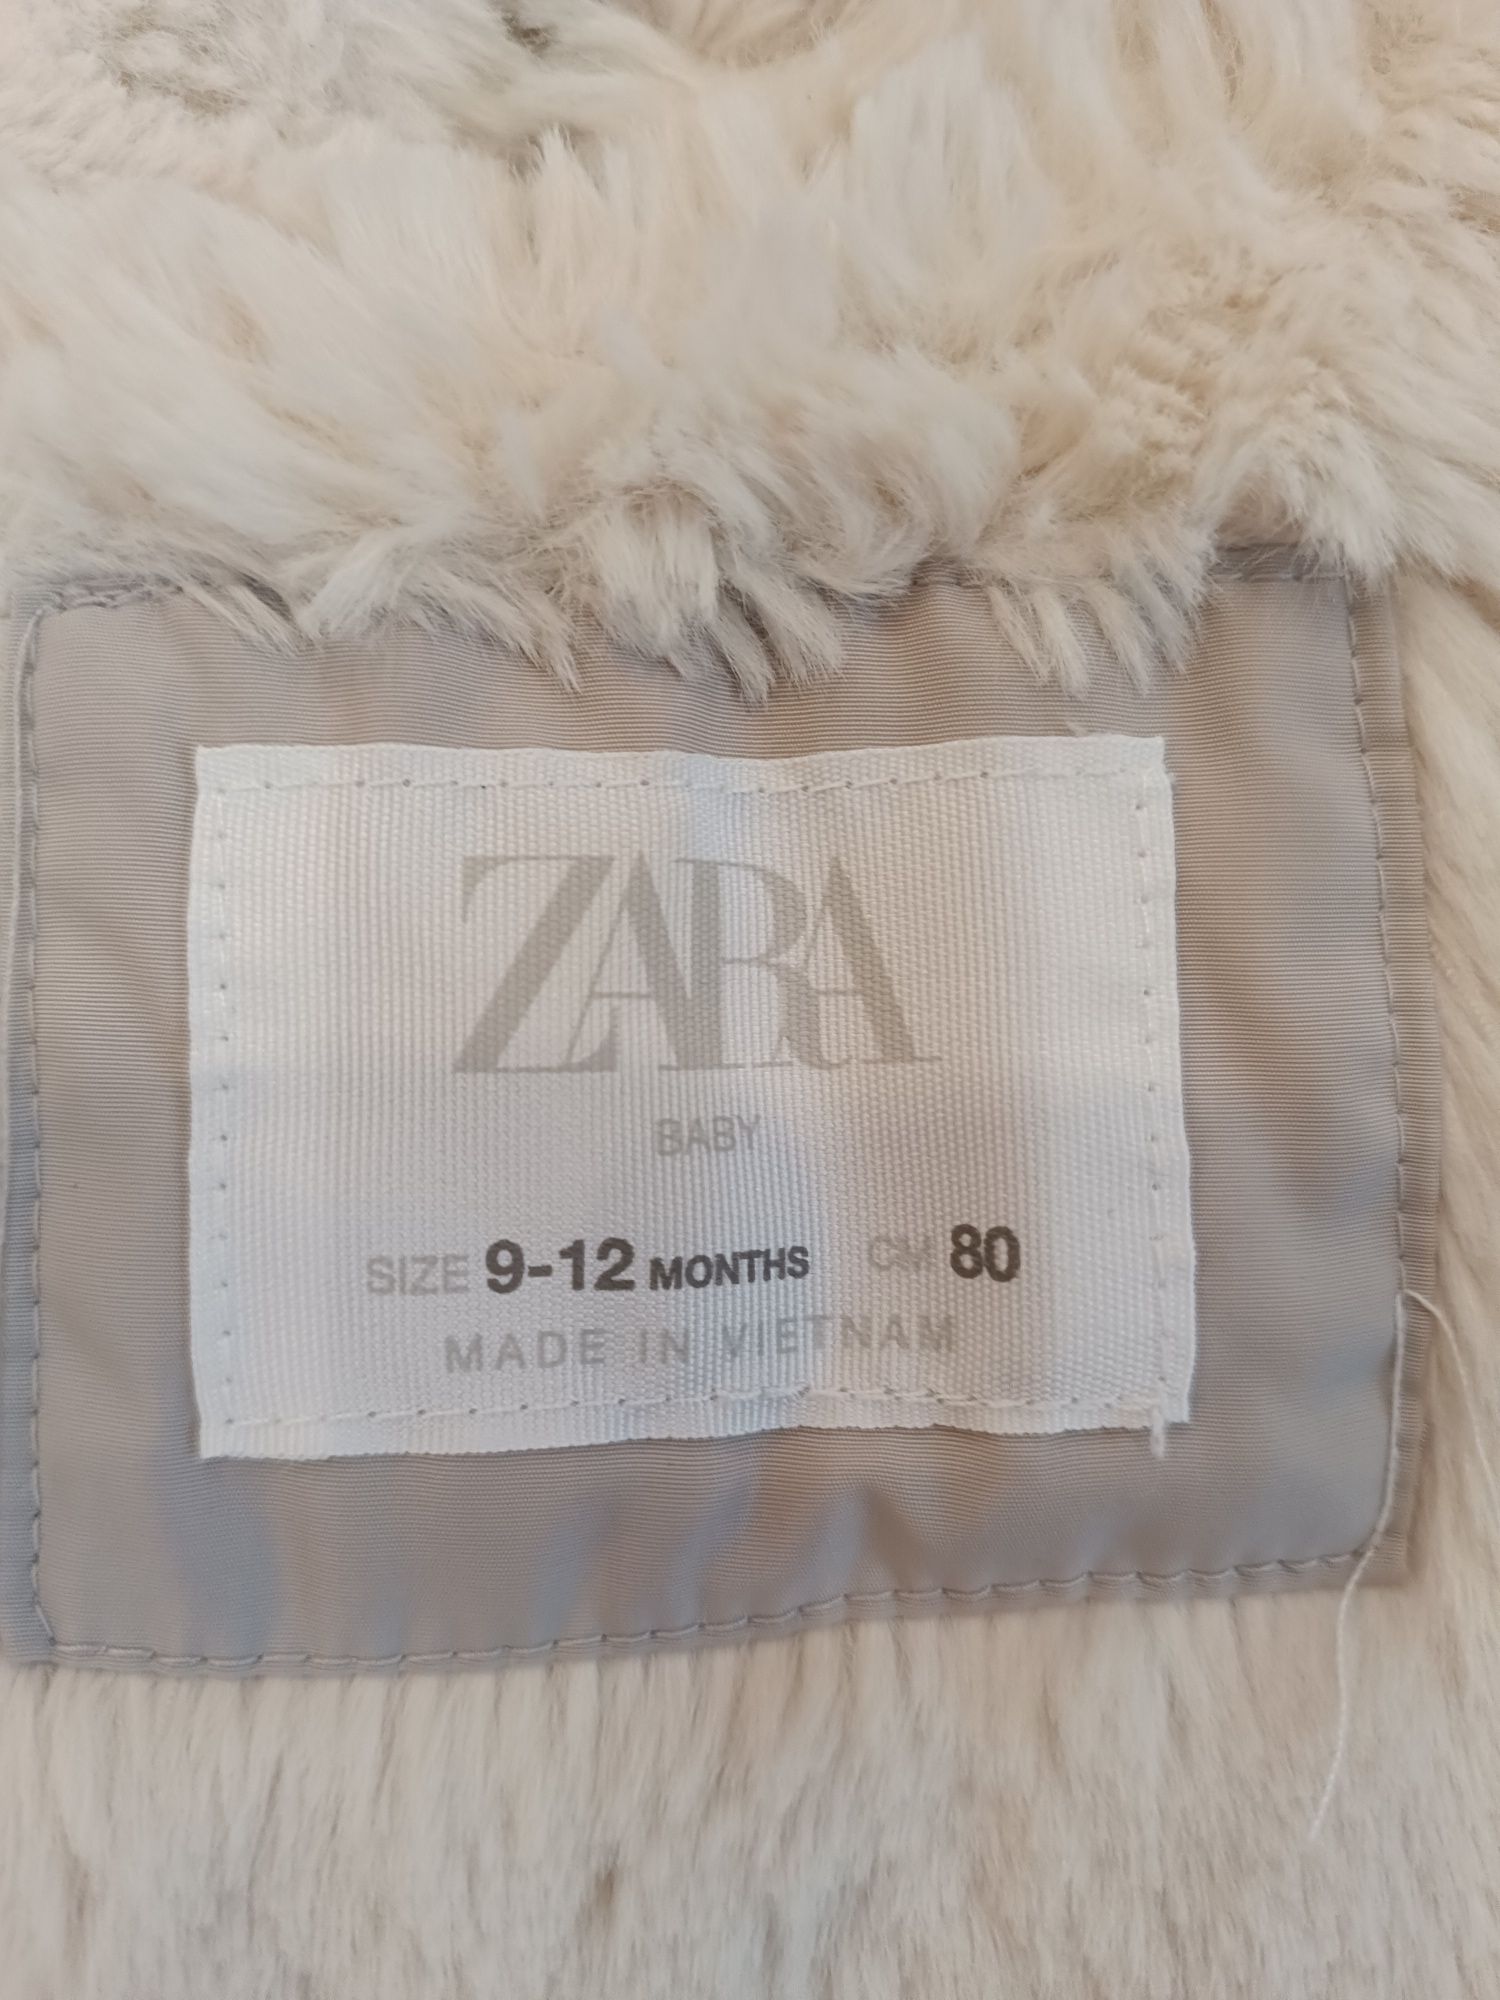 ZARA
BABY
SIZE 9-12 MONTHS CM 80
MADE IN VIETNAM